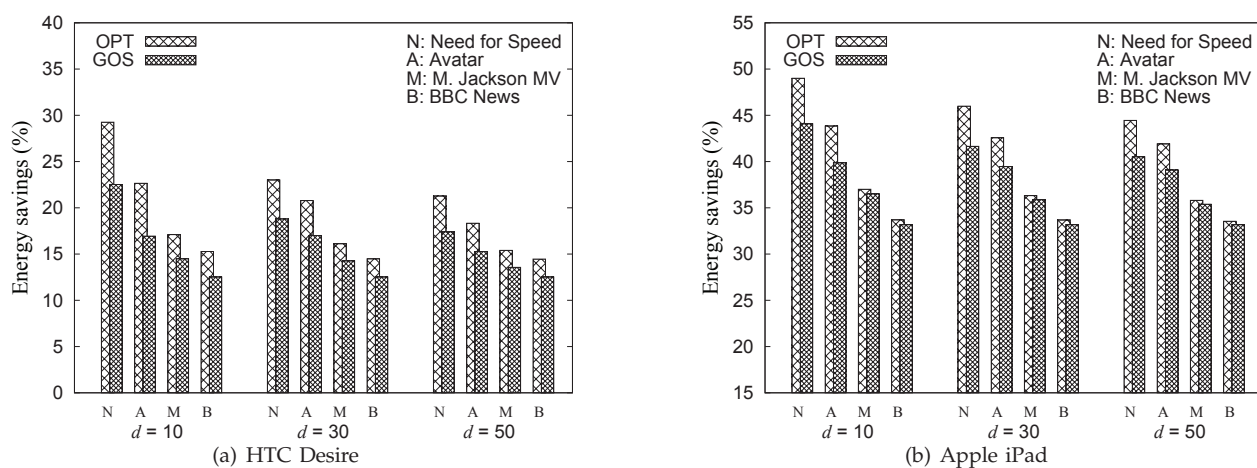 40
35
30
25
20
15
10
5
0
Energy savings (%)
OPT
GOS
N: Need for Speed
A: Avatar
M: M. Jackson MV
B: BBC News
N A M B N A M B N A M B
d = 10 d = 30 d = 50
(a) HTC Desire
55
50
45
40
35
30
25
20
15
Energy savings (%)
OPT
GOS
N: Need for Speed
A: Avatar
M: M. Jackson MV
B: BBC News
N A M B N A M B N A M B
d = 10 d = 30 d = 50
(b) Apple iPad